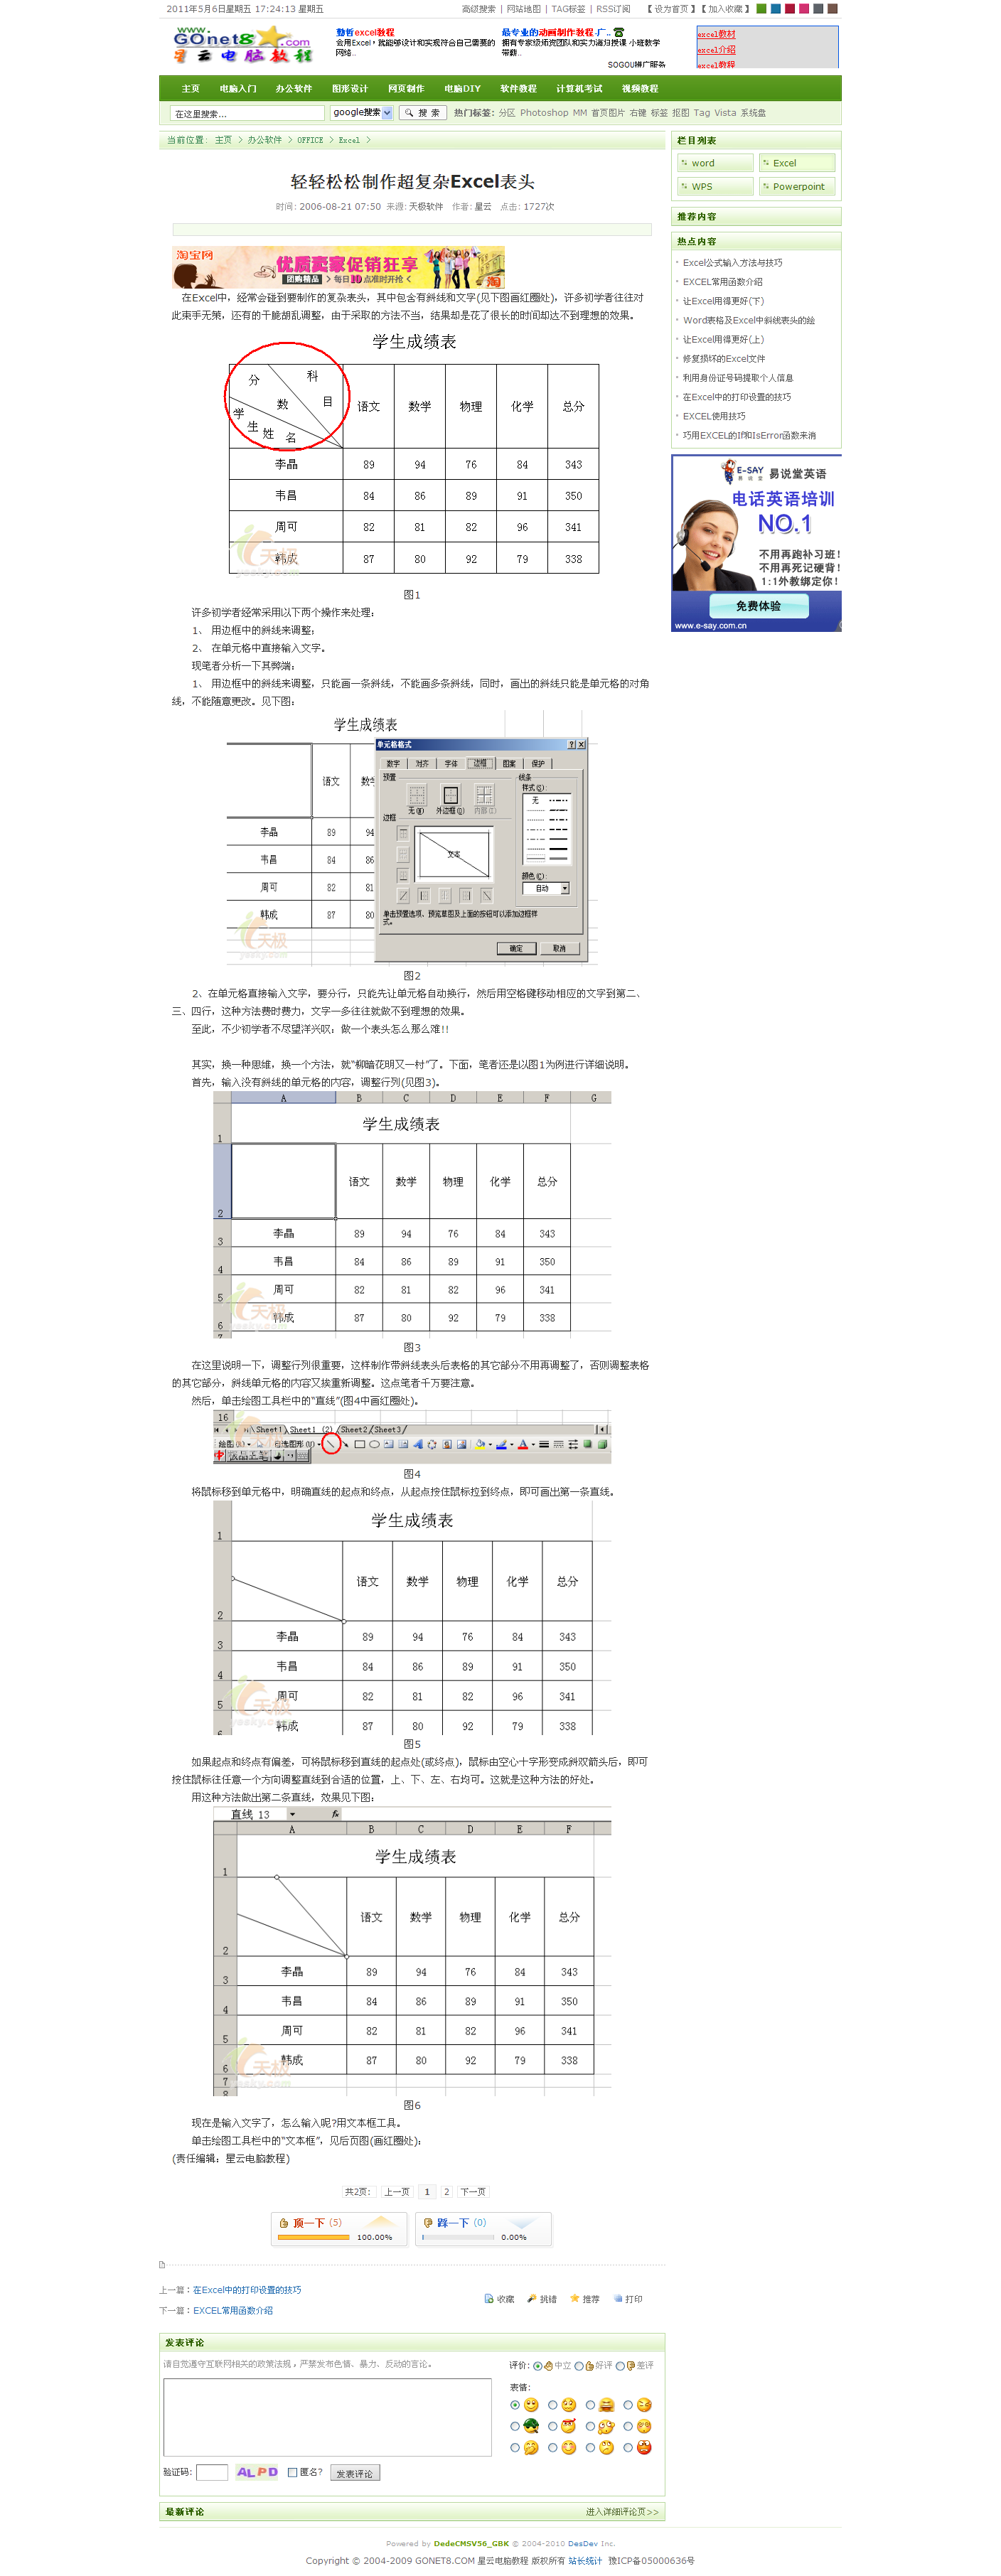 2011年5月6日星期五 17:24:13 星期五
高级搜索 | 网站地图 | TAG标签 | RSS订阅 【设为首页】【加入收藏】
www.
GOnet8.com
星云电脑教程
勤哲excel教程
会用Excel，就能够设计和实现符合自己需要的网络..
最专业的动画制作教程-广..
拥有专家级师资团队和实力海归授课 小班教学 带薪..
SOGOU推广服务
excel教材
excel介绍
excel教程
主页 电脑入门 办公软件 图形设计 网页制作 电脑DIY 软件教程 计算机考试 视频教程
在这里搜索... google搜索 搜 索 热门标签: 分区 Photoshop MM 首页图片 右键 标签 抠图 Tag Vista 系统盘
当前位置: 主页 > 办公软件 > OFFICE > Excel >
轻轻松松制作超复杂Excel表头
时间: 2006-08-21 07:50 来源: 天极软件 作者: 星云 点击: 1727次
淘宝网
优质卖家促销狂享
团购精品 每日10点准时开抢
淘
在Excel中，经常会碰到要制作的复杂表头，其中包含有斜线和文字(见下图画红圈处)，许多初学者往往对
此束手无策，还有的干脆胡乱调整，由于采取的方法不当，结果却是花了很长的时间却达不到理想的效果。
学生成绩表
分 数 科 目 学 生 姓 名 语文 数学 物理 化学 总分
李晶 89 94 76 84 343
韦昌 84 86 89 91 350
周可 82 81 82 96 341
韩成 87 80 92 79 338
天极
yesky.com
图1
许多初学者经常采用以下两个操作来处理：
1、 用边框中的斜线来调整；
2、 在单元格中直接输入文字。
现笔者分析一下其弊端：
1、 用边框中的斜线来调整，只能画一条斜线，不能画多条斜线，同时，画出的斜线只能是单元格的对角
线，不能随意更改。见下图：
学生成绩表
语文 数学
李晶 89 94
韦昌 84 86
周可 82 81
韩成 87 80
天极
单元格格式
数字 对齐 字体 边框 图案 保护
预置 线条
样式(S):
无
无(N) 外边框(O) 内部(I)
边框
文本
颜色(C):
自动
单击预置选项、预览草图及上面的按钮可以添加边框样式。
确定 取消
图2
2、在单元格直接输入文字，要分行，只能先让单元格自动换行，然后用空格键移动相应的文字到第二、
三、四行，这种方法费时费力，文字一多往往就做不到理想的效果。
至此，不少初学者不尽望洋兴叹：做一个表头怎么那么难!!
其实，换一种思维，换一个方法，就“柳暗花明又一村”了。下面，笔者还是以图1为例进行详细说明。
首先，输入没有斜线的单元格的内容，调整行列(见图3)。
A B C D E F G
1 学生成绩表
2 语文 数学 物理 化学 总分
3 李晶 89 94 76 84 343
4 韦昌 84 86 89 91 350
5 周可 82 81 82 96 341
6 韩成 87 80 92 79 338
7
图3
在这里说明一下，调整行列很重要，这样制作带斜线表头后表格的其它部分不用再调整了，否则调整表格
的其它部分，斜线单元格的内容又挨重新调整。这点笔者千万要注意。
然后，单击绘图工具栏中的“直线”(图4中画红圈处)。
16
Sheet1 Sheet1 (2) Sheet2 Sheet3
自选图形(U)
图4
将鼠标移到单元格中，明确直线的起点和终点，从起点按住鼠标拉到终点，即可画出第一条直线。
1 学生成绩表
2 语文 数学 物理 化学 总分
3 李晶 89 94 76 84 343
4 韦昌 84 86 89 91 350
5 周可 82 81 82 96 341
6 韩成 87 80 92 79 338
图5
如果起点和终点有偏差，可将鼠标移到直线的起点处(或终点)，鼠标由空心十字形变成斜双箭头后，即可
按住鼠标往任意一个方向调整直线到合适的位置，上、下、左、右均可。这就是这种方法的好处。
用这种方法做出第二条直线，效果见下图：
直线 13 fx
A B C D E F
1 学生成绩表
2 语文 数学 物理 化学 总分
3 李晶 89 94 76 84 343
4 韦昌 84 86 89 91 350
5 周可 82 81 82 96 341
6 韩成 87 80 92 79 338
7
8
图6
现在是输入文字了，怎么输入呢?用文本框工具。
单击绘图工具栏中的“文本框”，见后页图(画红圈处)；
(责任编辑：星云电脑教程)
共2页: 上一页 1 2 下一页
顶一下 (5) 100.00%
踩一下 (0) 0.00%
上一篇：在Excel中的打印设置的技巧
下一篇：EXCEL常用函数介绍
收藏 挑错 推荐 打印
发表评论
请自觉遵守互联网相关的政策法规，严禁发布色情、暴力、反动的言论。
评价: 中立 好评 差评
表情:
验证码: ALPD 匿名? 发表评论
最新评论 进入详细评论页>>
栏目列表
word Excel
WPS Powerpoint
推荐内容
热点内容
Excel公式输入方法与技巧
EXCEL常用函数介绍
让Excel用得更好(下)
Word表格及Excel中斜线表头的绘
让Excel用得更好(上)
修复损坏的Excel文件
利用身份证号码提取个人信息
在Excel中的打印设置的技巧
EXCEL使用技巧
巧用EXCEL的If和IsError函数来消
E-SAY 易说堂 易说堂英语
电话英语培训
NO.1
不用再跑补习班!
不用再死记硬背!
1:1外教绑定你!
免费体验
www.e-say.com.cn
Powered by DedeCMSV56_GBK © 2004-2010 DesDev Inc.
Copyright © 2004-2009 GONET8.COM 星云电脑教程 版权所有 站长统计 豫ICP备05000636号